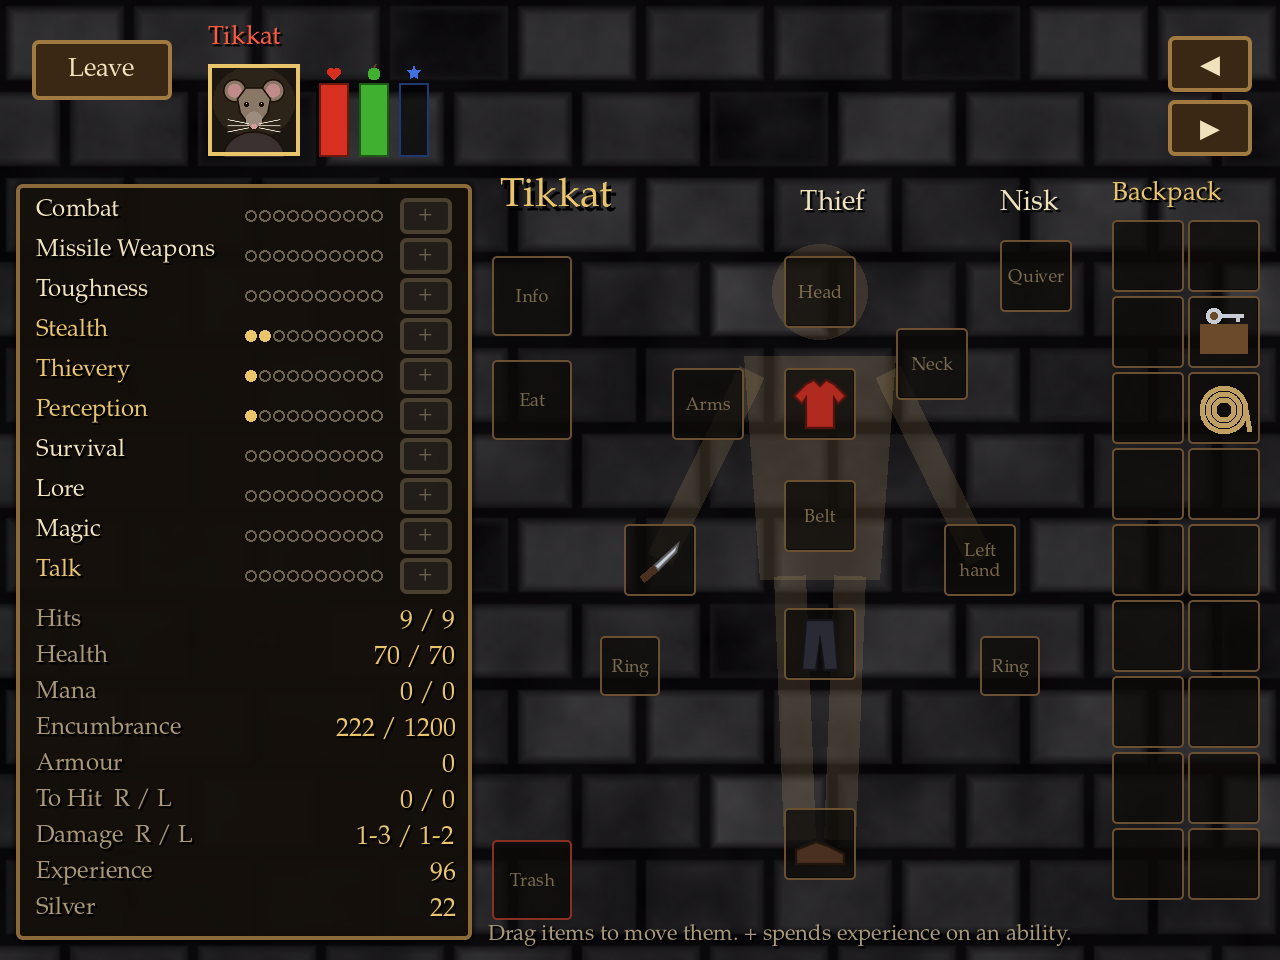 Tikkat
Leave
Tikkat
Thief
Nisk
Backpack
Combat +
Missile Weapons +
Toughness +
Stealth +
Thievery +
Perception +
Survival +
Lore +
Magic +
Talk +
Hits 9 / 9
Health 70 / 70
Mana 0 / 0
Encumbrance 222 / 1200
Armour 0
To Hit R / L 0 / 0
Damage R / L 1-3 / 1-2
Experience 96
Silver 22
Info
Head
Quiver
Eat
Arms
Neck
Belt
Left
hand
Ring
Ring
Trash
Drag items to move them. + spends experience on an ability.